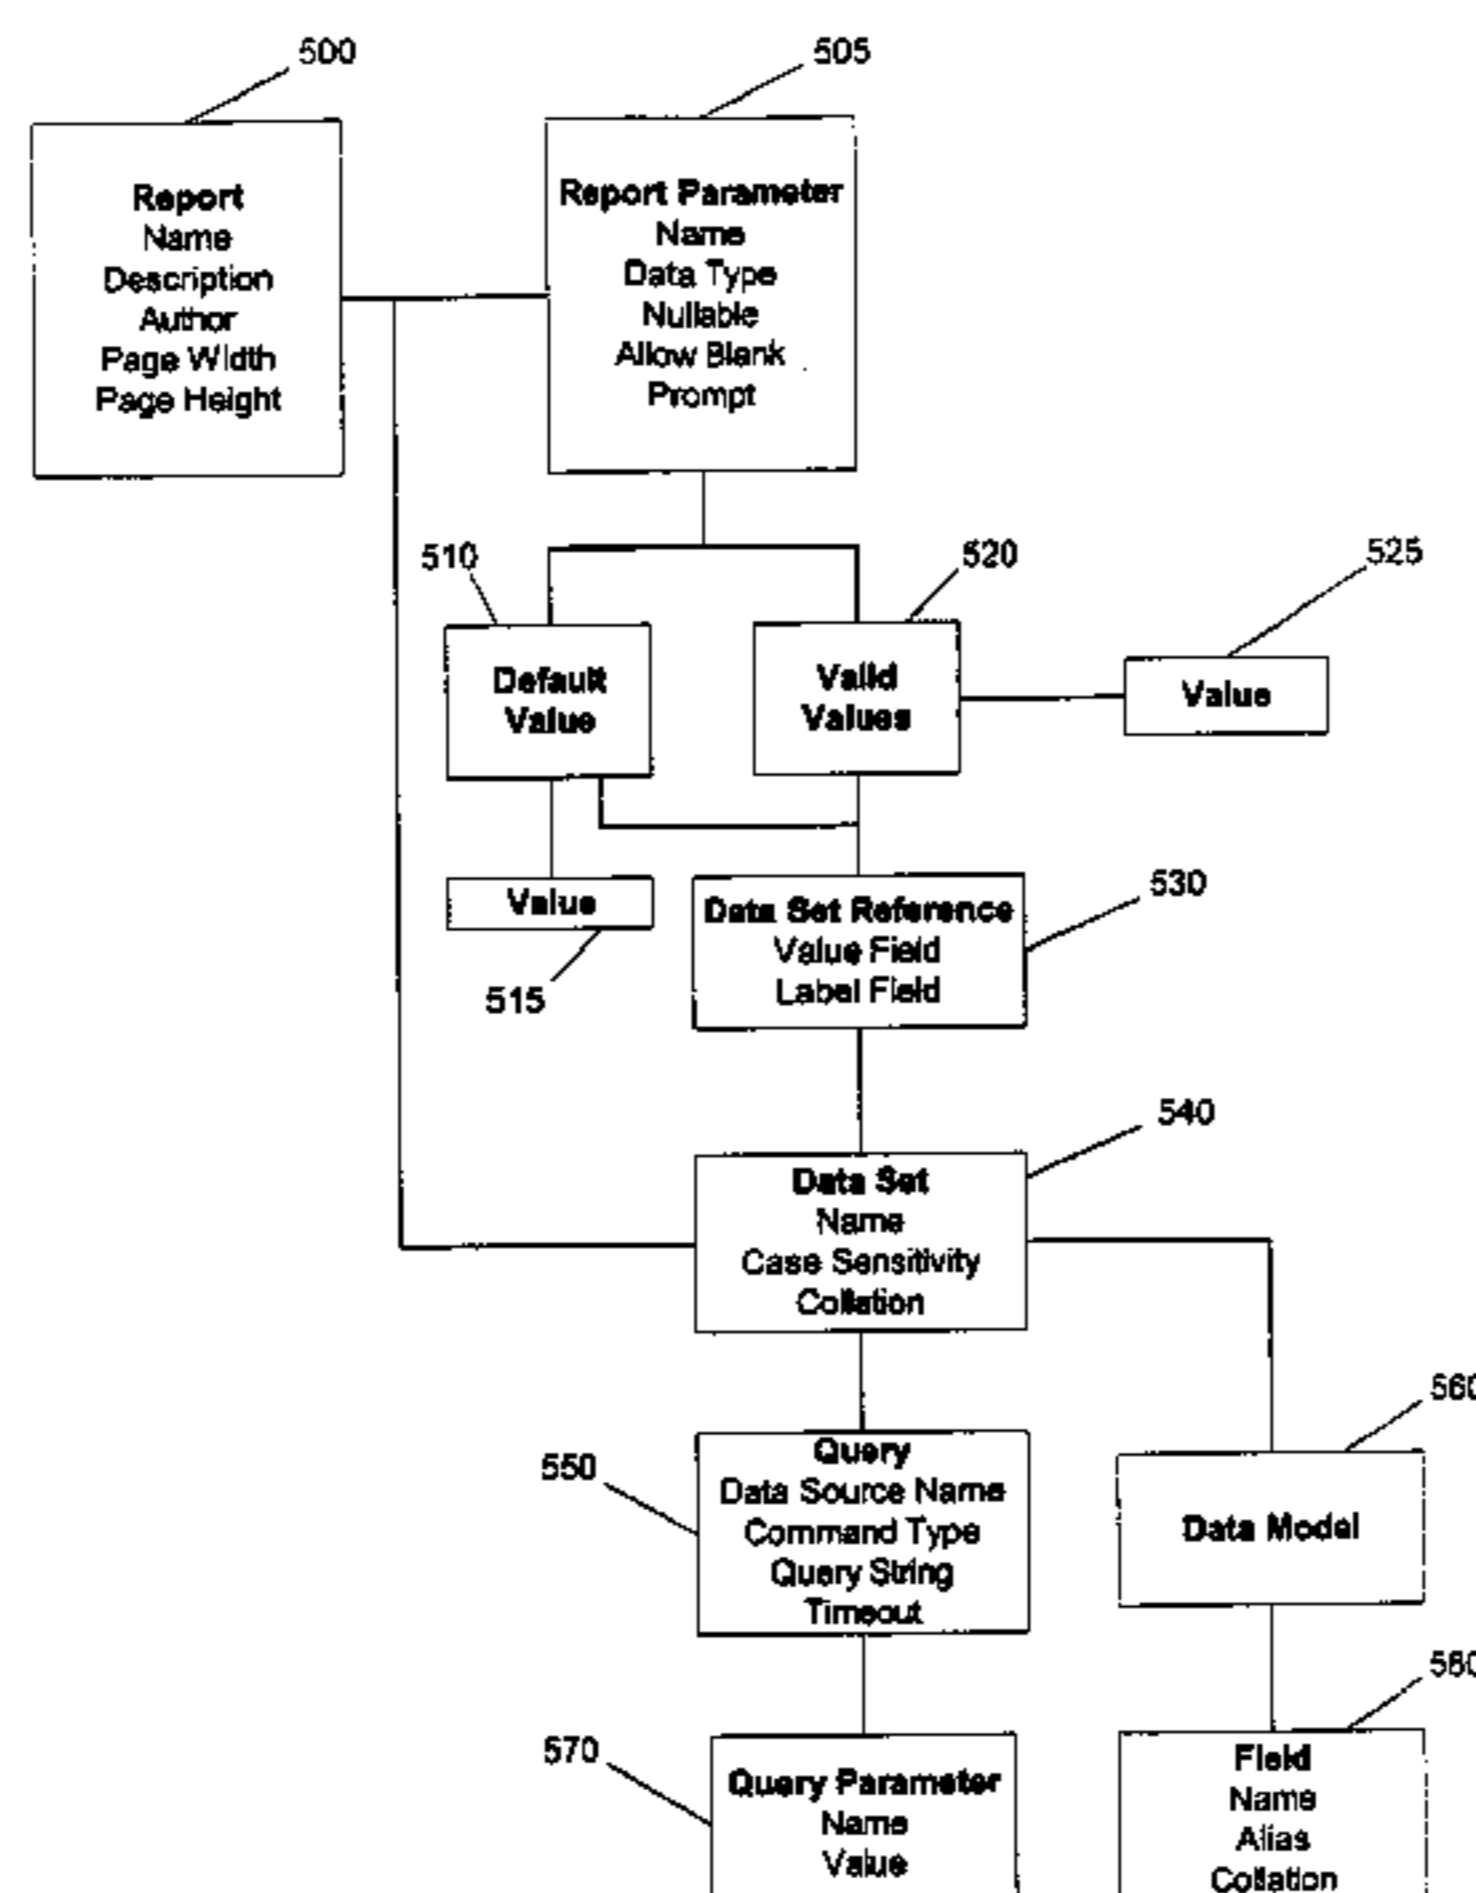 500
505
Report
Name
Description
Author
Page Width
Page Height
Report Parameter
Name
Data Type
Nullable
Allow Blank
Prompt
510
520
525
Default
Value
Valid
Values
Value
Value
515
Data Set Reference
Value Field
Label Field
530
540
Data Set
Name
Case Sensitivity
Collation
560
550
Query
Data Source Name
Command Type
Query String
Timeout
Data Model
570
Query Parameter
Name
Value
Field
Name
Alias
Collation